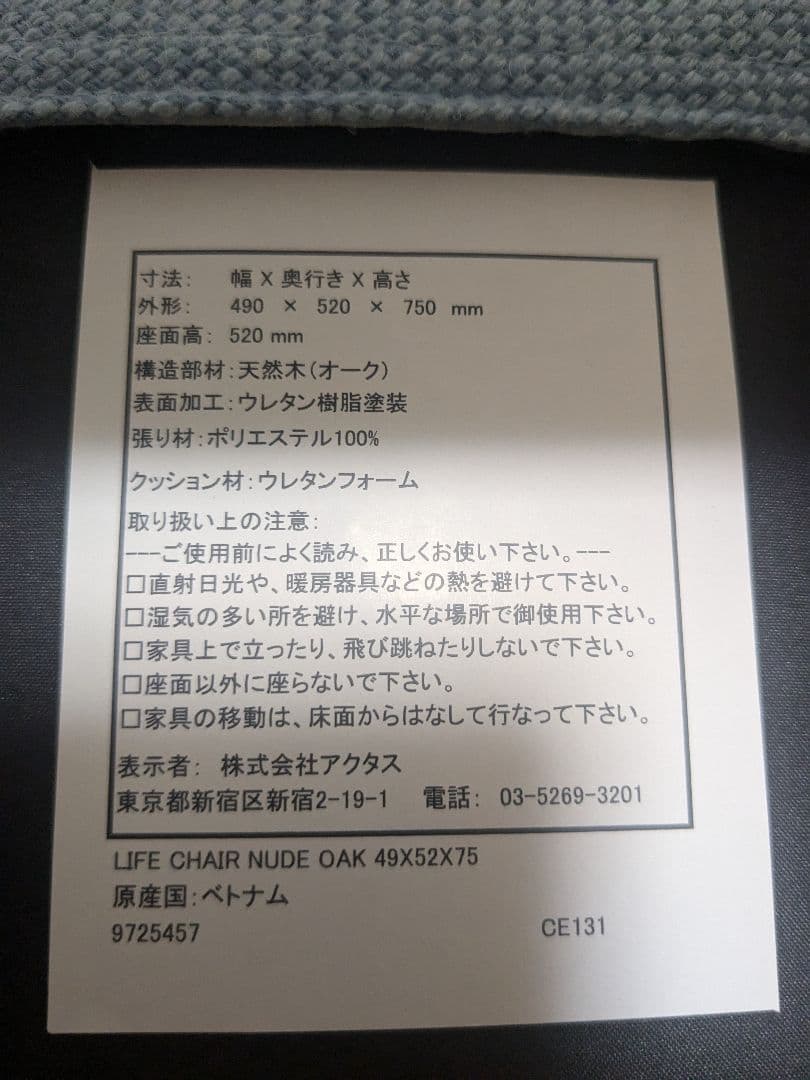 寸法: 幅 X 奥行き X 高さ
外形: 490 × 520 × 750 mm
座面高: 520 mm
構造部材:天然木(オーク)
表面加工:ウレタン樹脂塗装
張り材:ポリエステル100%
クッション材:ウレタンフォーム
取り扱い上の注意:
---ご使用前によく読み、正しくお使い下さい。---
□直射日光や、暖房器具などの熱を避けて下さい。
□湿気の多い所を避け、水平な場所で御使用下さい。
□家具上で立ったり、飛び跳ねたりしないで下さい。
□座面以外に座らないで下さい。
□家具の移動は、床面からはなして行なって下さい。
表示者: 株式会社アクタス
東京都新宿区新宿2-19-1 電話: 03-5269-3201
LIFE CHAIR NUDE OAK 49X52X75
原産国:ベトナム
9725457 CE131